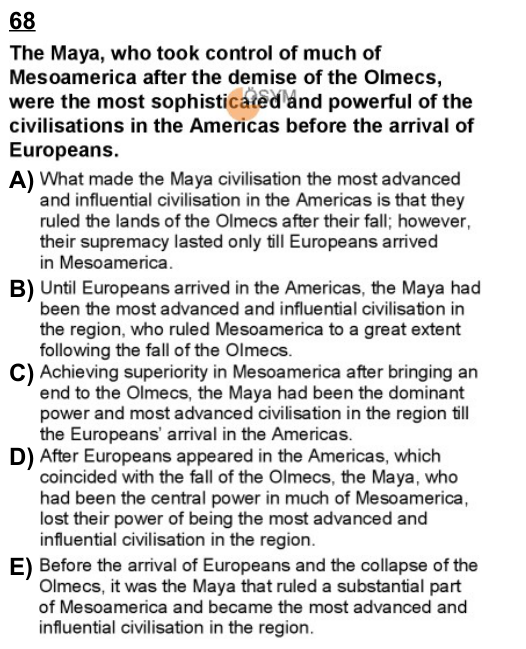 68
The Maya, who took control of much of
Mesoamerica after the demise of the Olmecs,
were the most sophisticated and powerful of the
civilisations in the Americas before the arrival of
Europeans.
ÖSYM
A) What made the Maya civilisation the most advanced
and influential civilisation in the Americas is that they
ruled the lands of the Olmecs after their fall; however,
their supremacy lasted only till Europeans arrived
in Mesoamerica.
B) Until Europeans arrived in the Americas, the Maya had
been the most advanced and influential civilisation in
the region, who ruled Mesoamerica to a great extent
following the fall of the Olmecs.
C) Achieving superiority in Mesoamerica after bringing an
end to the Olmecs, the Maya had been the dominant
power and most advanced civilisation in the region till
the Europeans' arrival in the Americas.
D) After Europeans appeared in the Americas, which
coincided with the fall of the Olmecs, the Maya, who
had been the central power in much of Mesoamerica,
lost their power of being the most advanced and
influential civilisation in the region.
E) Before the arrival of Europeans and the collapse of the
Olmecs, it was the Maya that ruled a substantial part
of Mesoamerica and became the most advanced and
influential civilisation in the region.